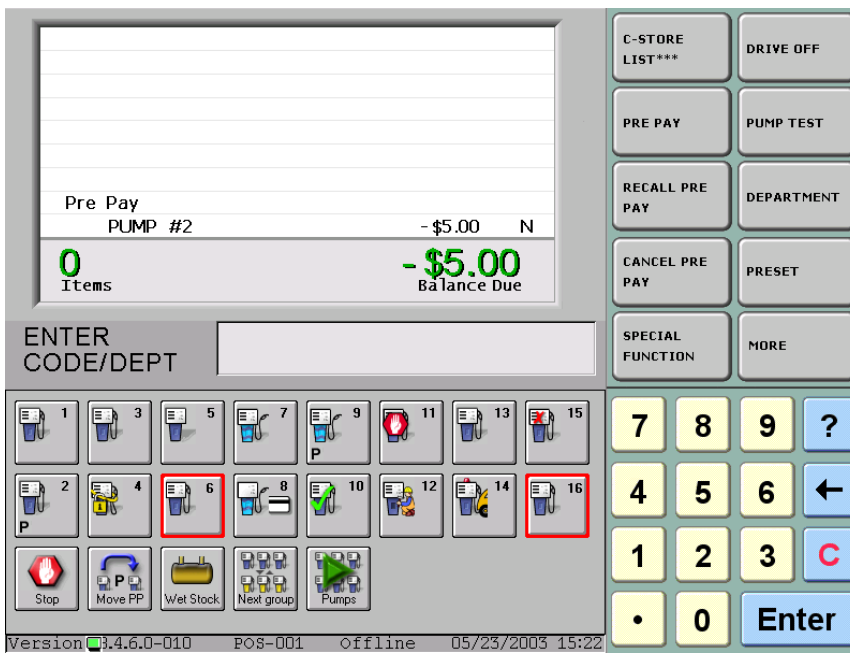 Pre Pay
PUMP #2 -$5.00 N
0 -$5.00
Items Balance Due
ENTER
CODE/DEPT
C-STORE
LIST***
DRIVE OFF
PRE PAY
PUMP TEST
RECALL PRE
PAY
DEPARTMENT
CANCEL PRE
PAY
PRESET
SPECIAL
FUNCTION
MORE
1 3 5 7 9 11 13 15
P
2 4 6 8 10 12 14 16
P
P
Stop Move PP Wet Stock Next group Pumps
7 8 9 ?
4 5 6 ←
1 2 3 C
• 0 Enter
Version 3.4.6.0-010 POS-001 Offline 05/23/2003 15:22